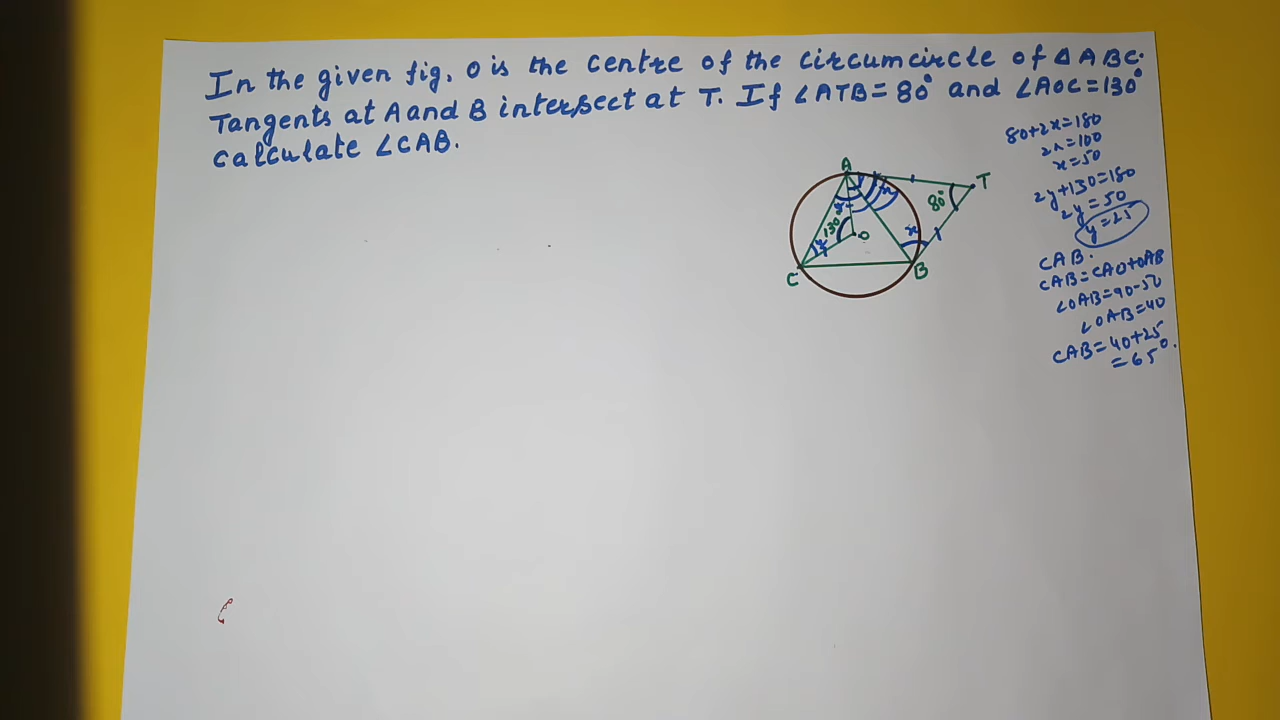 In the given fig, O is the centre of the circumcircle of ΔABC.
Tangents at A and B intersect at T. If ∠ATB = 80° and ∠AOC = 130°
calculate ∠CAB.
80+2x=180
2x=100
x=50
2y+130=180
2y=50
y=25
CAB.
CAB=CAO+OAB
∠OAB=90-50
∠OAB=40
CAB=40+25
=65°.
A
T
80°
130
O
x
C
B